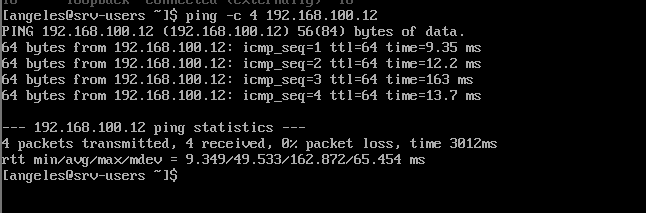 [angeles@srv-users ~]$ ping -c 4 192.168.100.12
PING 192.168.100.12 (192.168.100.12) 56(84) bytes of data.
64 bytes from 192.168.100.12: icmp_seq=1 ttl=64 time=9.35 ms
64 bytes from 192.168.100.12: icmp_seq=2 ttl=64 time=12.2 ms
64 bytes from 192.168.100.12: icmp_seq=3 ttl=64 time=163 ms
64 bytes from 192.168.100.12: icmp_seq=4 ttl=64 time=13.7 ms
--- 192.168.100.12 ping statistics ---
4 packets transmitted, 4 received, 0% packet loss, time 3012ms
rtt min/avg/max/mdev = 9.349/49.533/162.872/65.454 ms
[angeles@srv-users ~]$